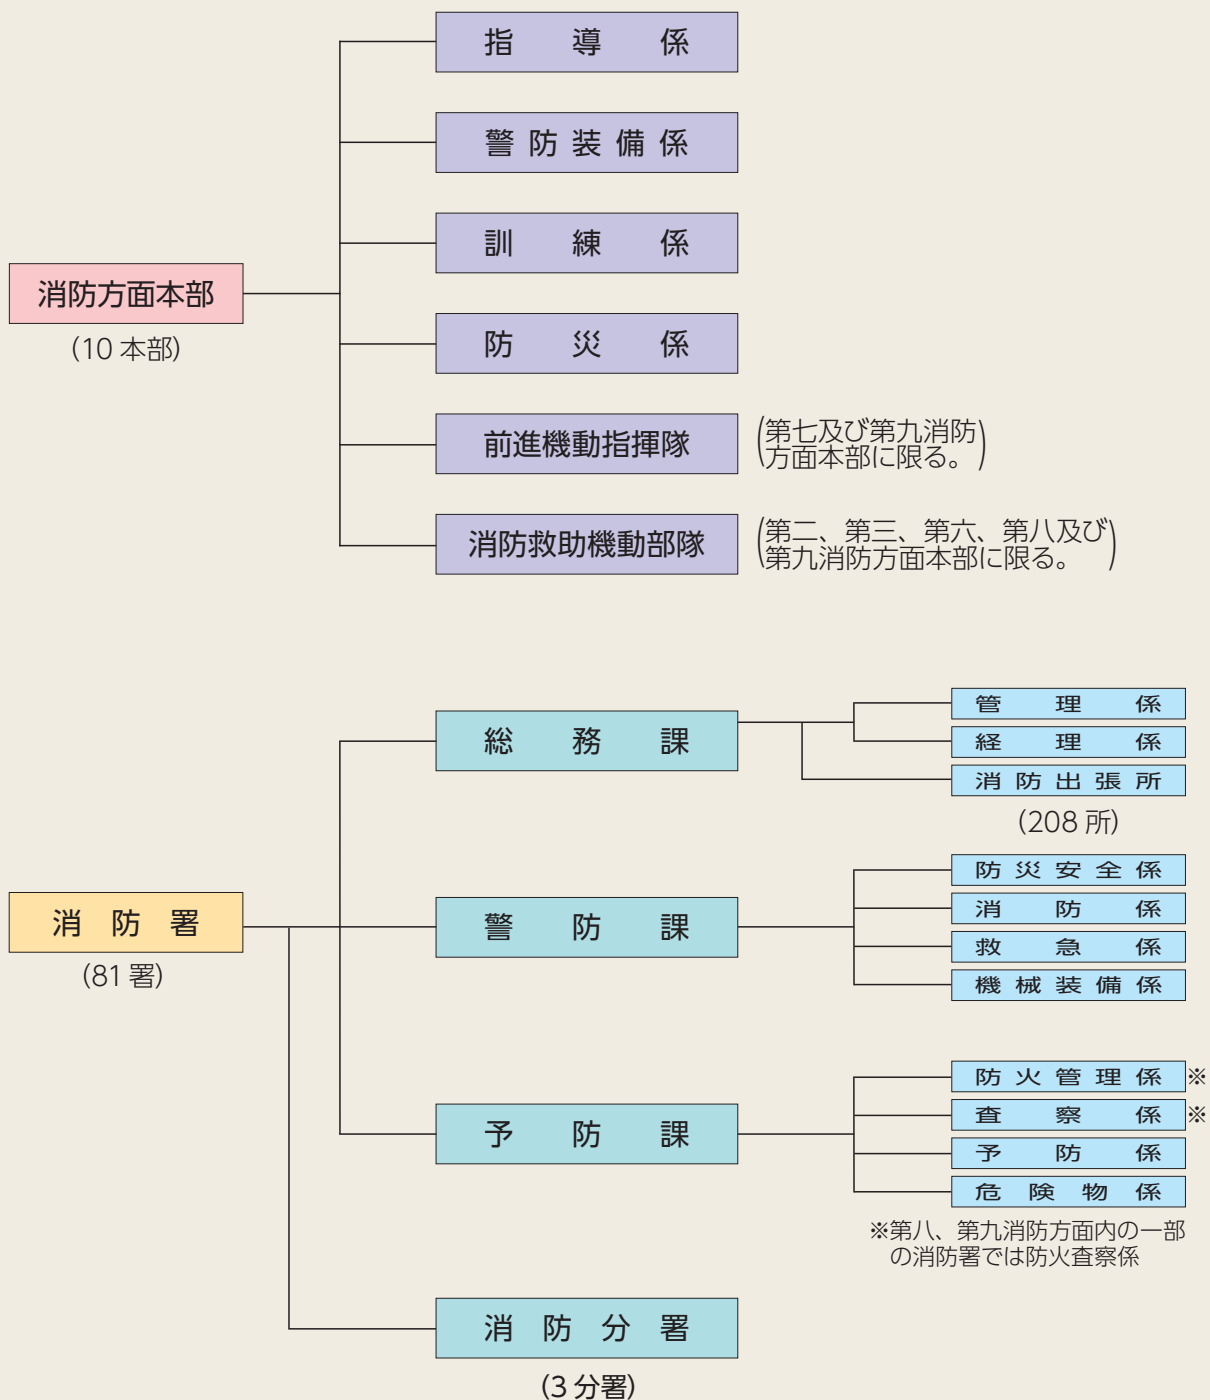 指導係
警防装備係
訓練係
消防方面本部
(10本部)
防災係
前進機動指揮隊
(第七及び第九消防
方面本部に限る。)
消防救助機動部隊
(第二、第三、第六、第八及び
第九消防方面本部に限る。)
総務課
管理係
経理係
消防出張所
(208所)
消防署
(81署)
警防課
防災安全係
消防係
救急係
機械装備係
予防課
防火管理係※
査察係※
予防係
危険物係
※第八、第九消防方面内の一部
の消防署では防火査察係
消防分署
(3分署)